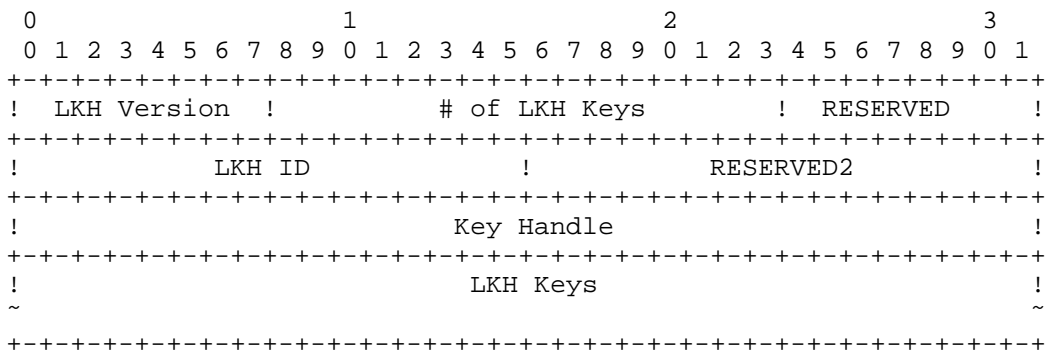 0                   1                   2                   3
0 1 2 3 4 5 6 7 8 9 0 1 2 3 4 5 6 7 8 9 0 1 2 3 4 5 6 7 8 9 0 1
+-+-+-+-+-+-+-+-+-+-+-+-+-+-+-+-+-+-+-+-+-+-+-+-+-+-+-+-+-+-+-+-+
!  LKH Version  !          # of LKH Keys        !  RESERVED     !
+-+-+-+-+-+-+-+-+-+-+-+-+-+-+-+-+-+-+-+-+-+-+-+-+-+-+-+-+-+-+-+-+
!             LKH ID            !           RESERVED2           !
+-+-+-+-+-+-+-+-+-+-+-+-+-+-+-+-+-+-+-+-+-+-+-+-+-+-+-+-+-+-+-+-+
!                           Key Handle                          !
+-+-+-+-+-+-+-+-+-+-+-+-+-+-+-+-+-+-+-+-+-+-+-+-+-+-+-+-+-+-+-+-+
!                            LKH Keys                           !
~                                                               ~
+-+-+-+-+-+-+-+-+-+-+-+-+-+-+-+-+-+-+-+-+-+-+-+-+-+-+-+-+-+-+-+-+